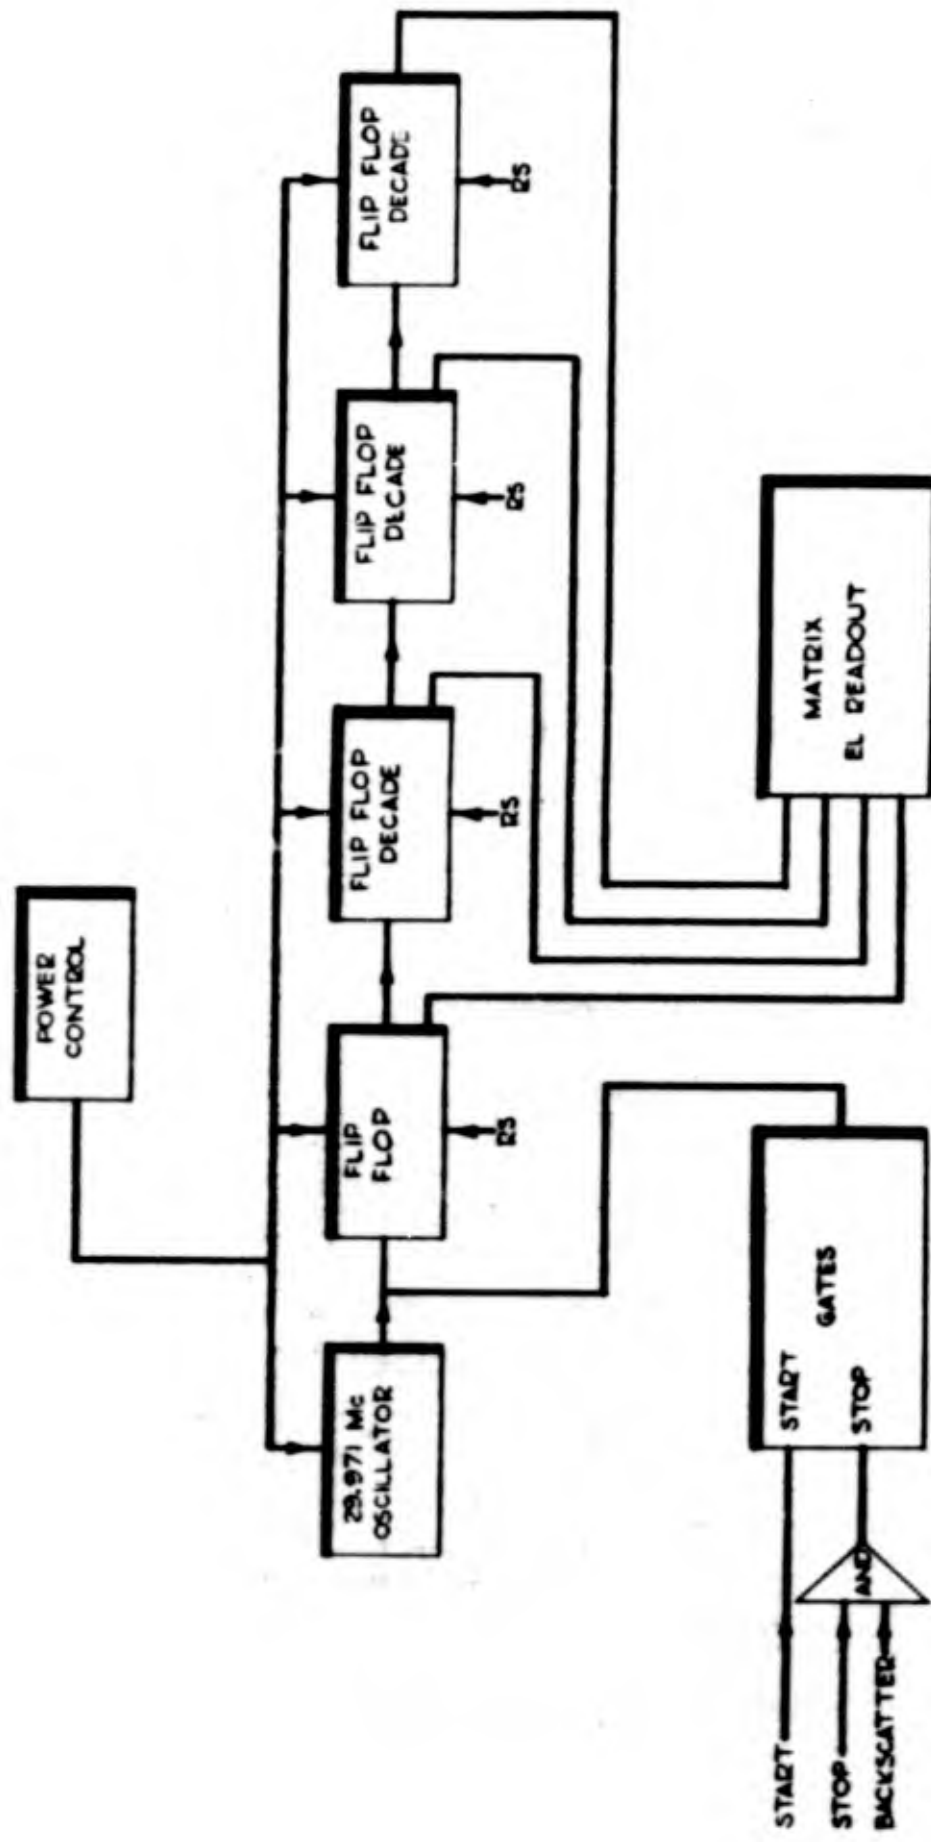 POWER
CONTROL
29.971 Mc
OSCILLATOR
FLIP
FLOP
FLIP FLOP
DECADE
FLIP FLOP
DECADE
FLIP FLOP
DECADE
RS
RS
RS
RS
START
STOP
BACKSCATTER
AND
START
GATES
STOP
MATRIX
EL READOUT